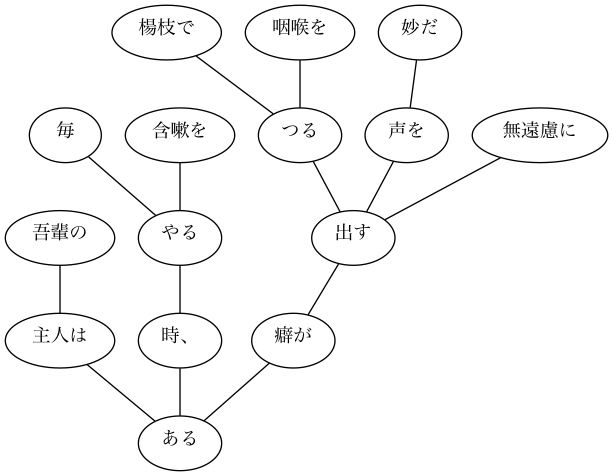 楊枝で 咽喉を 妙だ
毎 含嗽を つる 声を 無遠慮に
吾輩の やる 出す
主人は 時、 癖が
ある